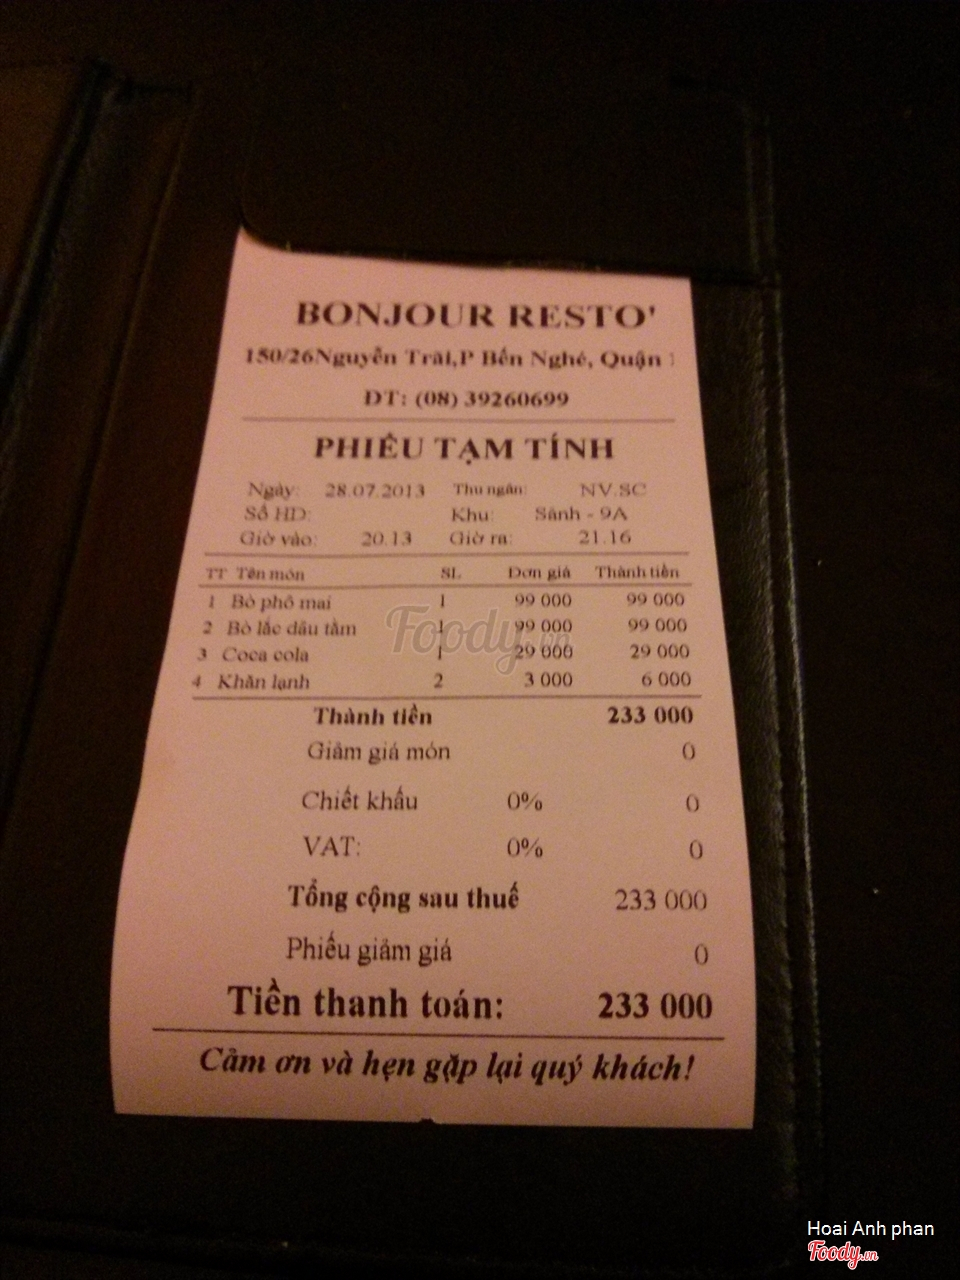 BONJOUR RESTO'
150/26Nguyễn Trãi,P Bến Nghé, Quận 1
ĐT: (08) 39260699
PHIẾU TẠM TÍNH
Ngày: 28.07.2013 Thu ngân: NV.SC
Số HD: Khu: Sảnh - 9A
Giờ vào: 20.13 Giờ ra: 21.16
TT Tên món SL Đơn giá Thành tiền
1 Bò phô mai 1 99 000 99 000
2 Bò lắc dấu tằm 1 99 000 99 000
3 Coca cola 1 29 000 29 000
4 Khăn lạnh 2 3 000 6 000
Thành tiền 233 000
Giảm giá món 0
Chiết khấu 0% 0
VAT: 0% 0
Tổng cộng sau thuế 233 000
Phiếu giảm giá 0
Tiền thanh toán: 233 000
Cảm ơn và hẹn gặp lại quý khách!
Foody.vn
Hoai Anh phan
Foody.vn